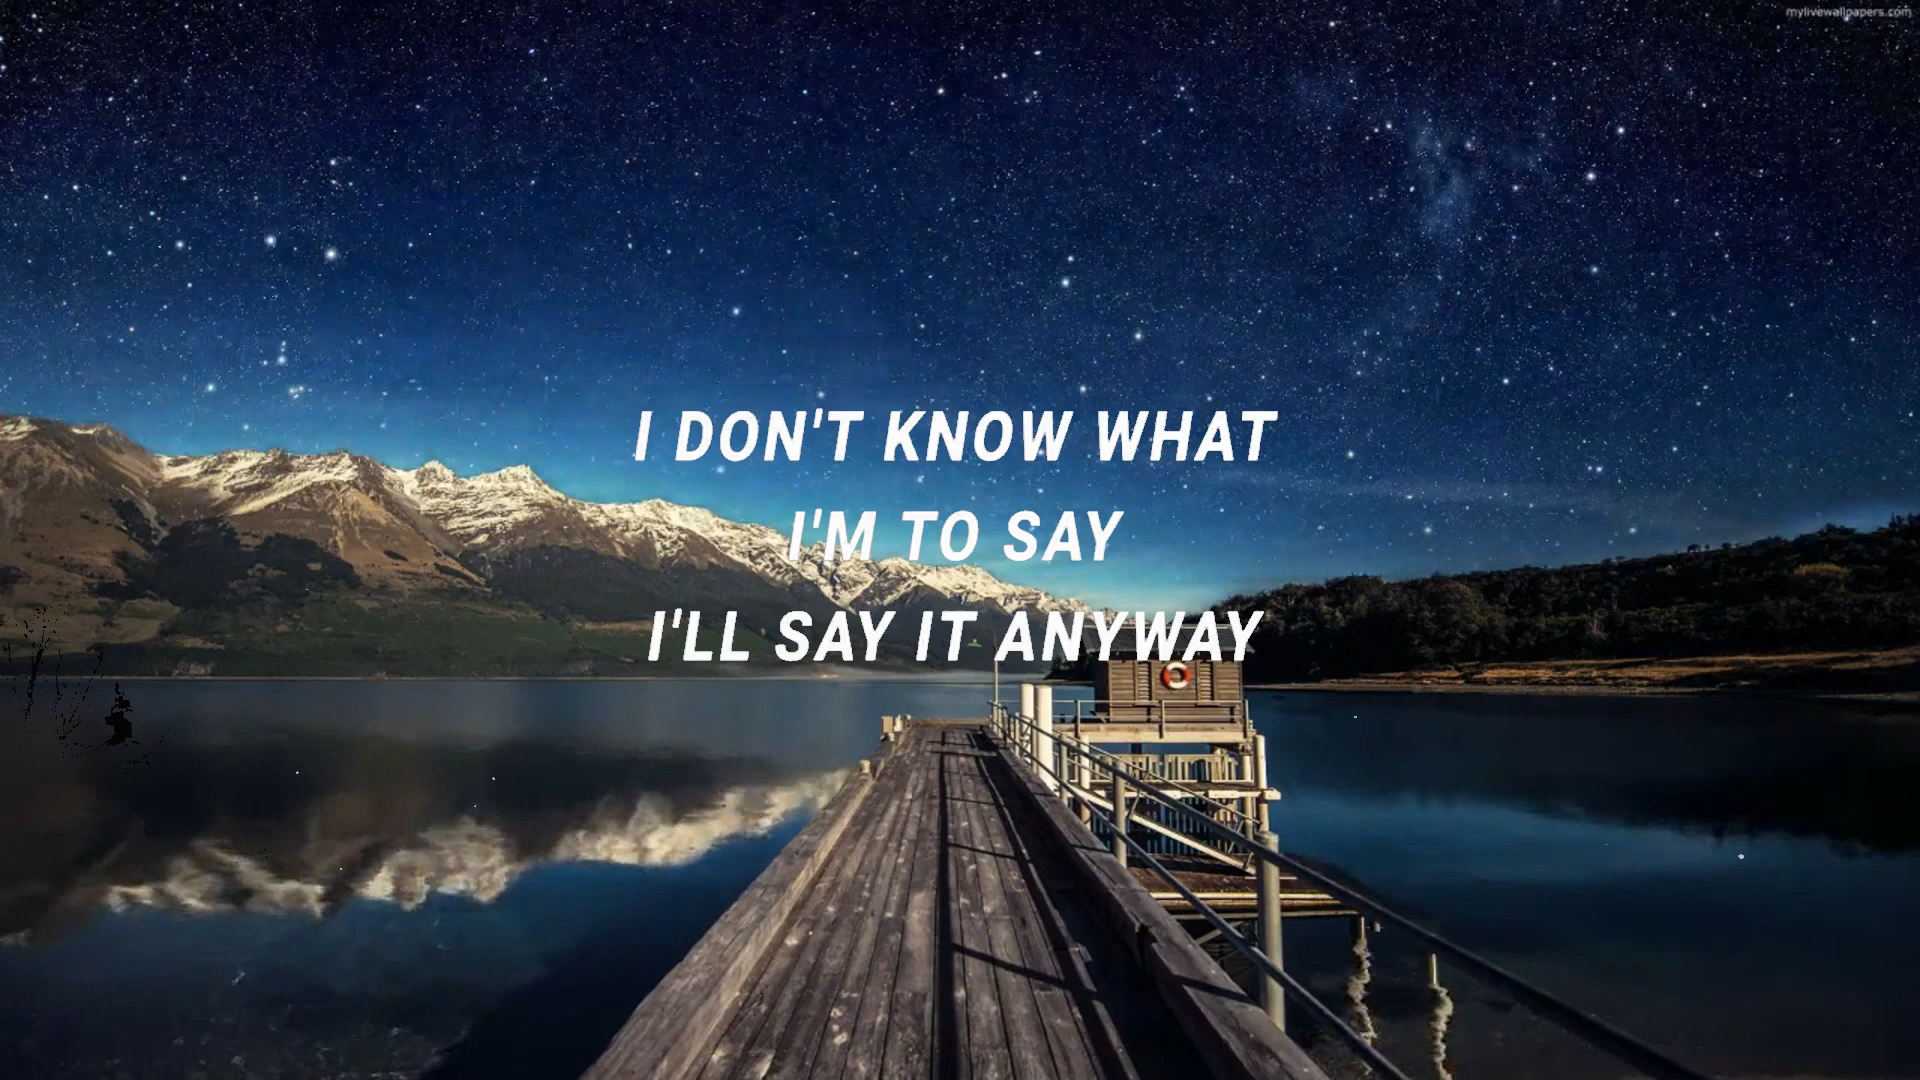 mylivewallpapers.com
I DON'T KNOW WHAT
I'M TO SAY
I'LL SAY IT ANYWAY